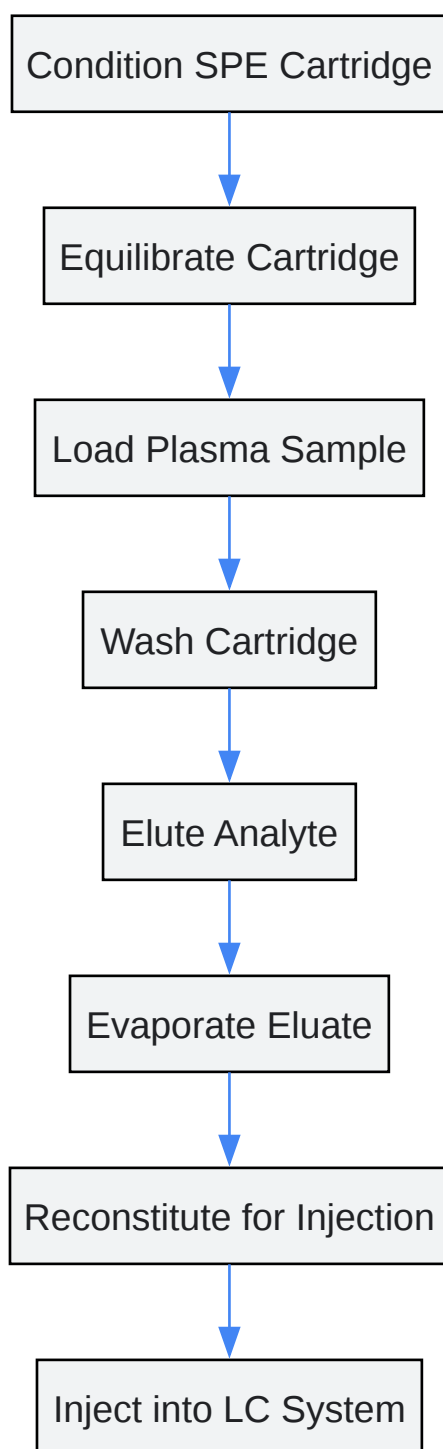 Condition SPE Cartridge
Equilibrate Cartridge
Load Plasma Sample
Wash Cartridge
Elute Analyte
Evaporate Eluate
Reconstitute for Injection
Inject into LC System